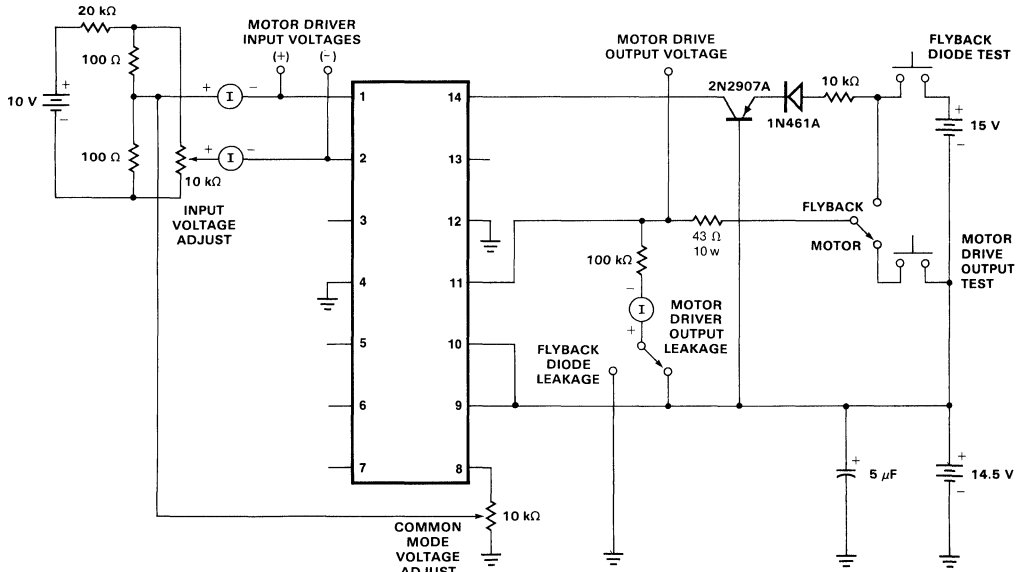 20 kΩ
MOTOR DRIVER
INPUT VOLTAGES
(+) (-)
MOTOR DRIVE
OUTPUT VOLTAGE
FLYBACK
DIODE TEST
100 Ω
10 V
+
−
+ I −
1
14
2N2907A
1N461A
10 kΩ
+
15 V
−
100 Ω
10 kΩ
+ I −
2
13
INPUT
VOLTAGE
ADJUST
3
12
43 Ω
10 w
FLYBACK
MOTOR
MOTOR
DRIVE
OUTPUT
TEST
100 kΩ
4
11
−
I
+
MOTOR
DRIVER
OUTPUT
LEAKAGE
5
10
FLYBACK
DIODE
LEAKAGE
6
9
7
8
+
5 μF
+
14.5 V
−
10 kΩ
COMMON
MODE
VOLTAGE
ADJUST